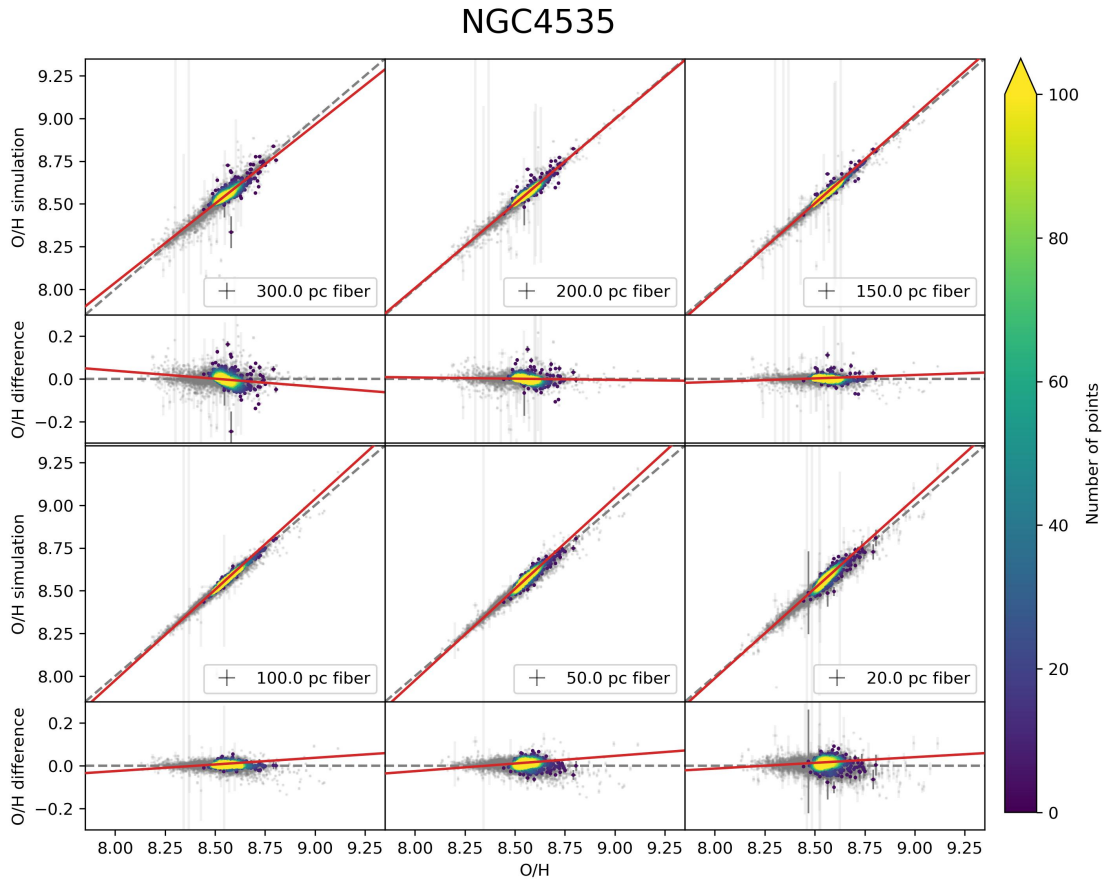 NGC4535
9.25
9.00
8.75
8.50
8.25
8.00
O/H simulation
300.0 pc fiber
200.0 pc fiber
150.0 pc fiber
0.2
0.0
−0.2
O/H difference
9.25
9.00
8.75
8.50
8.25
8.00
O/H simulation
100.0 pc fiber
50.0 pc fiber
20.0 pc fiber
0.2
0.0
−0.2
O/H difference
8.00 8.25 8.50 8.75 9.00 9.25 8.00 8.25 8.50 8.75 9.00 9.25 8.00 8.25 8.50 8.75 9.00 9.25
O/H
100
80
60
40
20
0
Number of points